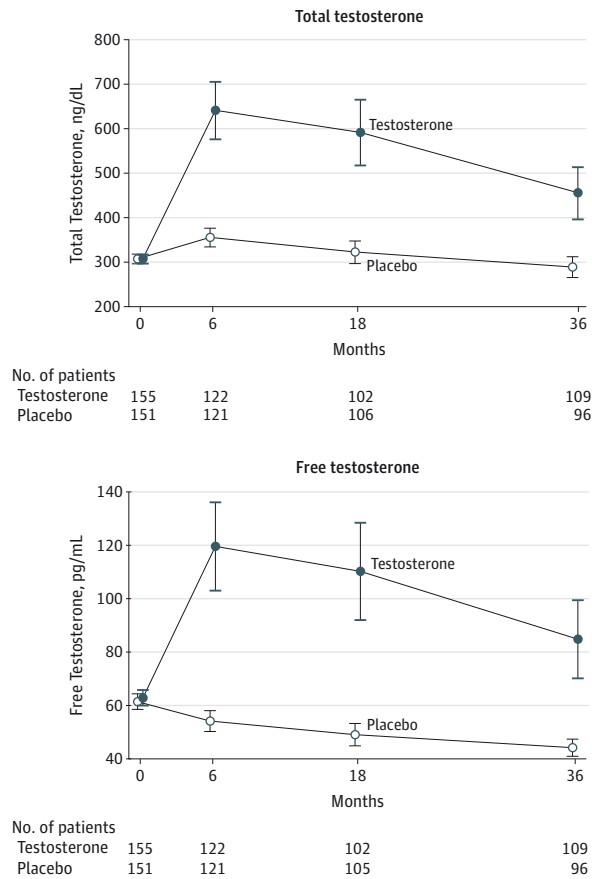 Total testosterone
800
700
600
500
400
300
200
Total Testosterone, ng/dL
Testosterone
Placebo
0 6 18 36
Months
No. of patients
Testosterone 155 122 102 109
Placebo 151 121 106 96
Free testosterone
140
120
100
80
60
40
Free Testosterone, pg/mL
Testosterone
Placebo
0 6 18 36
Months
No. of patients
Testosterone 155 122 102 109
Placebo 151 121 105 96